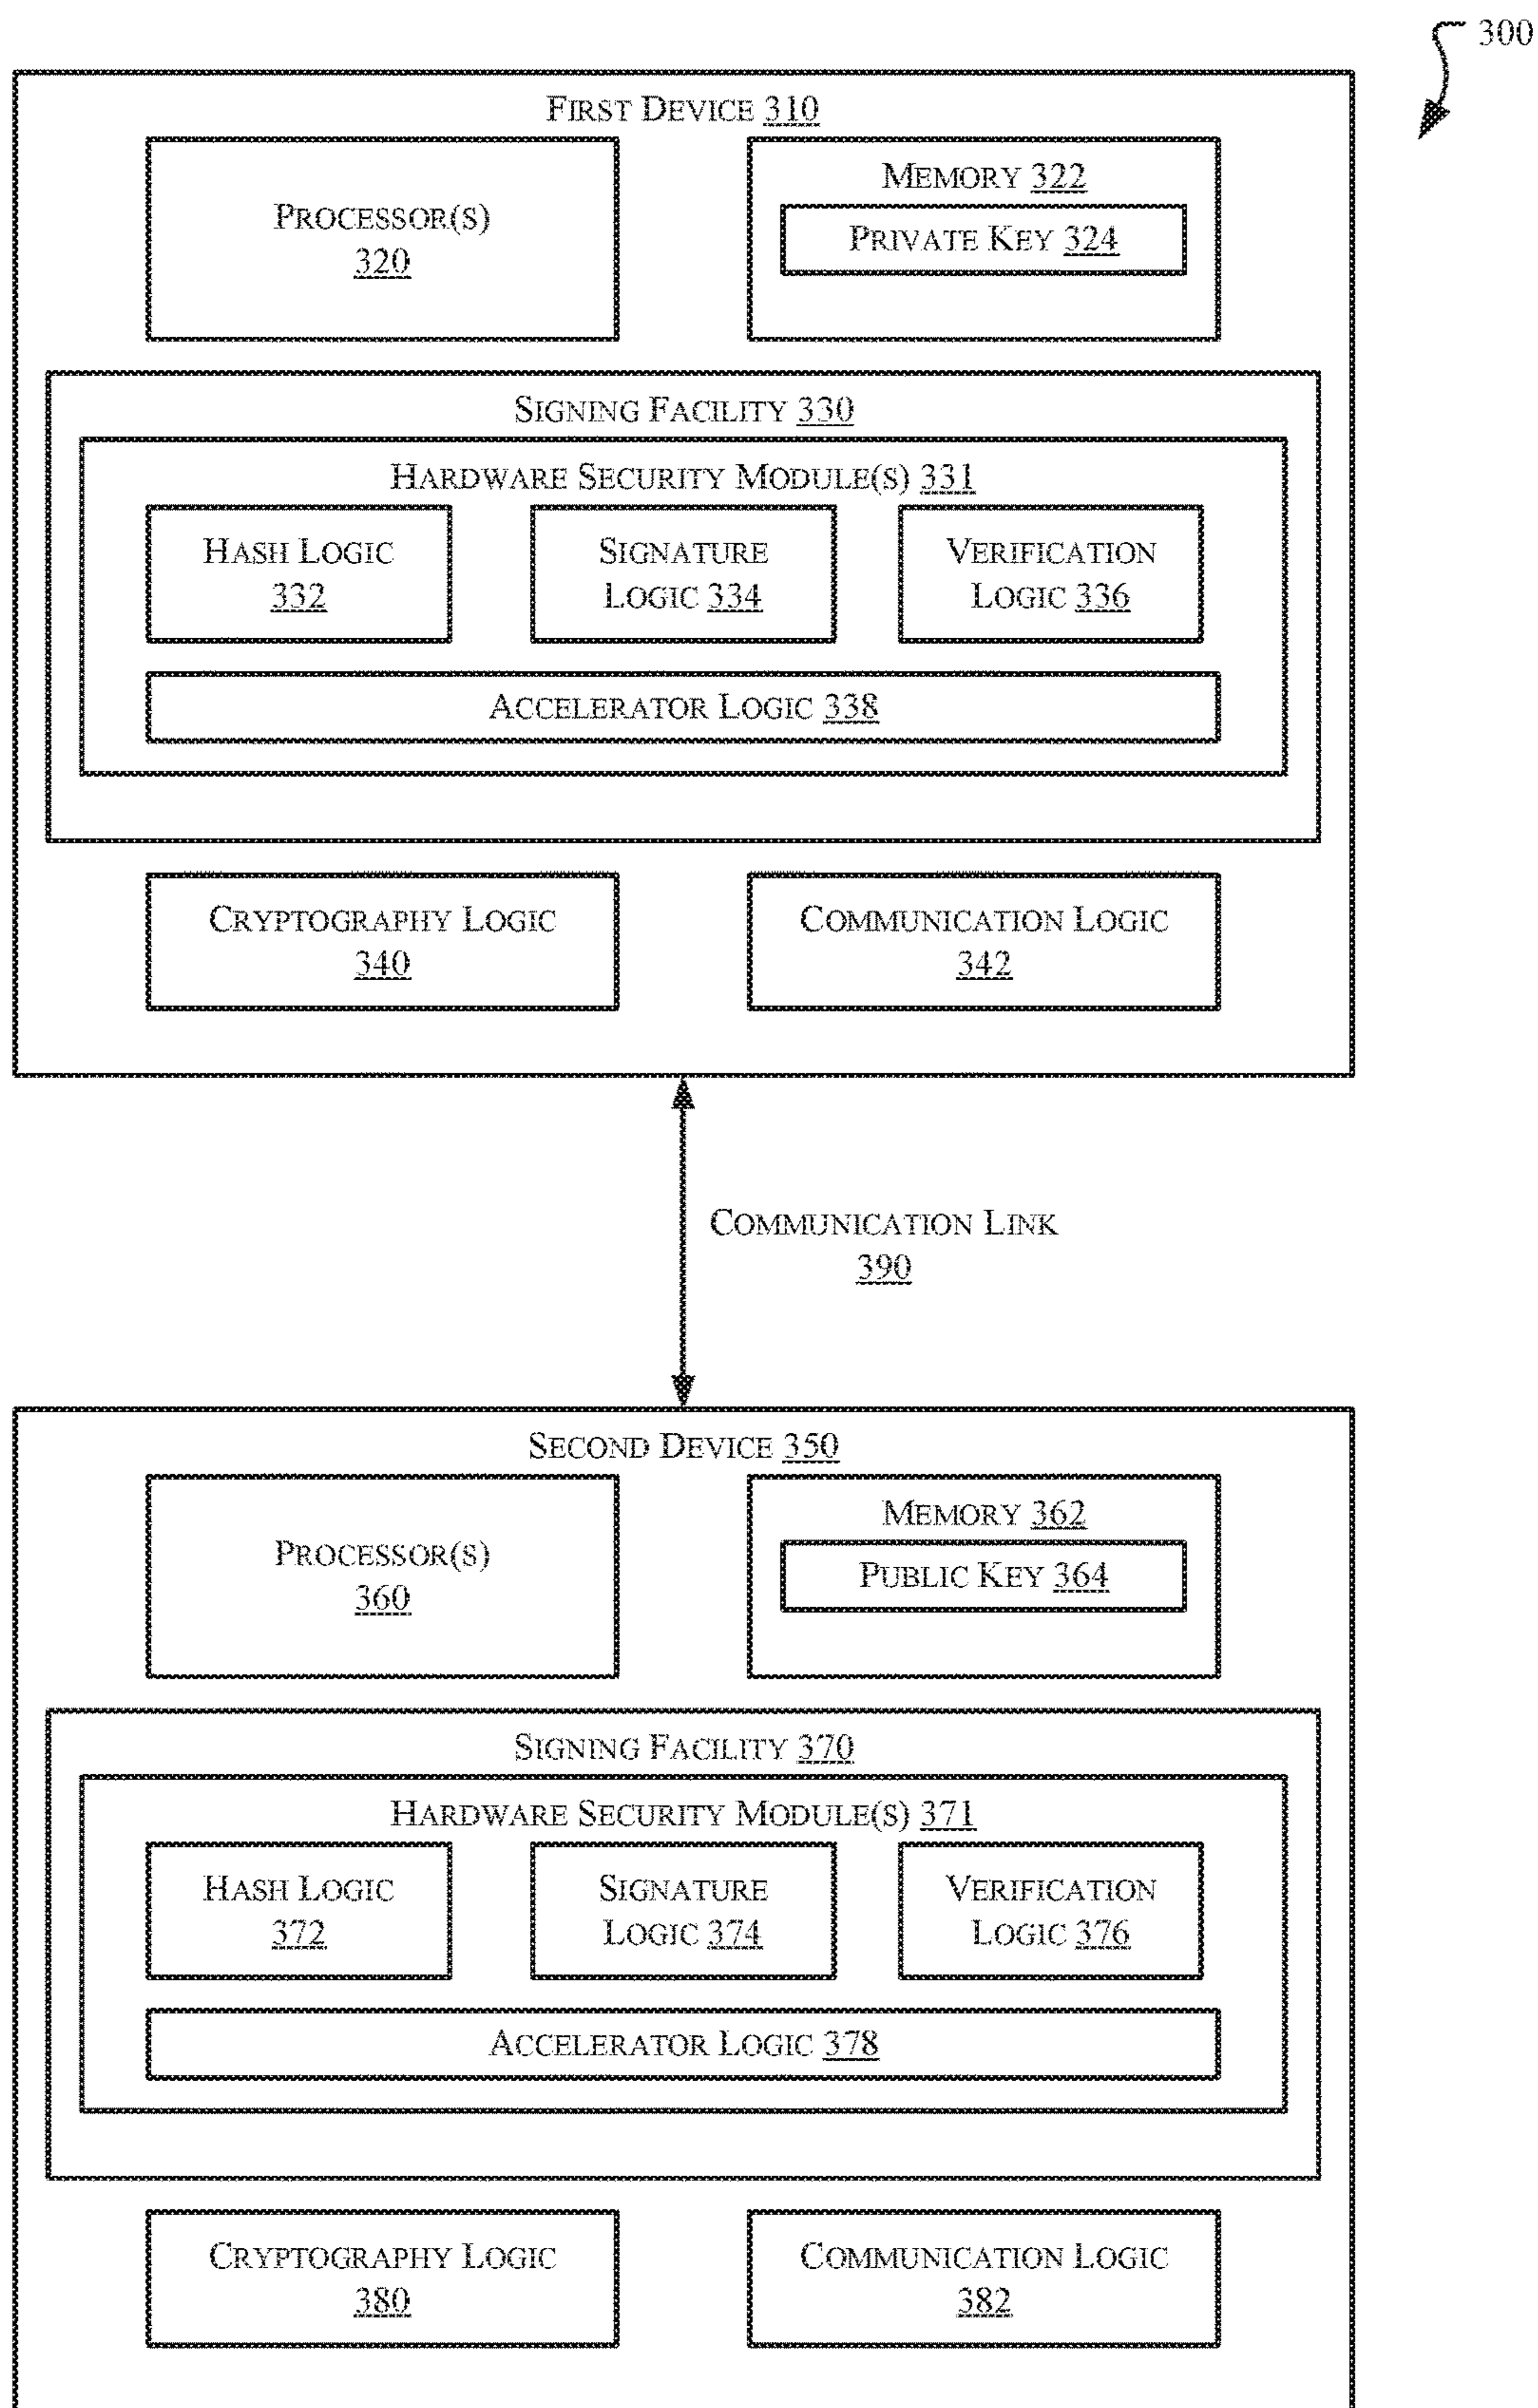 300
FIRST DEVICE 310
PROCESSOR(S)
320
MEMORY 322
PRIVATE KEY 324
SIGNING FACILITY 330
HARDWARE SECURITY MODULE(S) 331
HASH LOGIC
332
SIGNATURE
LOGIC 334
VERIFICATION
LOGIC 336
ACCELERATOR LOGIC 338
CRYPTOGRAPHY LOGIC
340
COMMUNICATION LOGIC
342
COMMUNICATION LINK
390
SECOND DEVICE 350
PROCESSOR(S)
360
MEMORY 362
PUBLIC KEY 364
SIGNING FACILITY 370
HARDWARE SECURITY MODULE(S) 371
HASH LOGIC
372
SIGNATURE
LOGIC 374
VERIFICATION
LOGIC 376
ACCELERATOR LOGIC 378
CRYPTOGRAPHY LOGIC
380
COMMUNICATION LOGIC
382